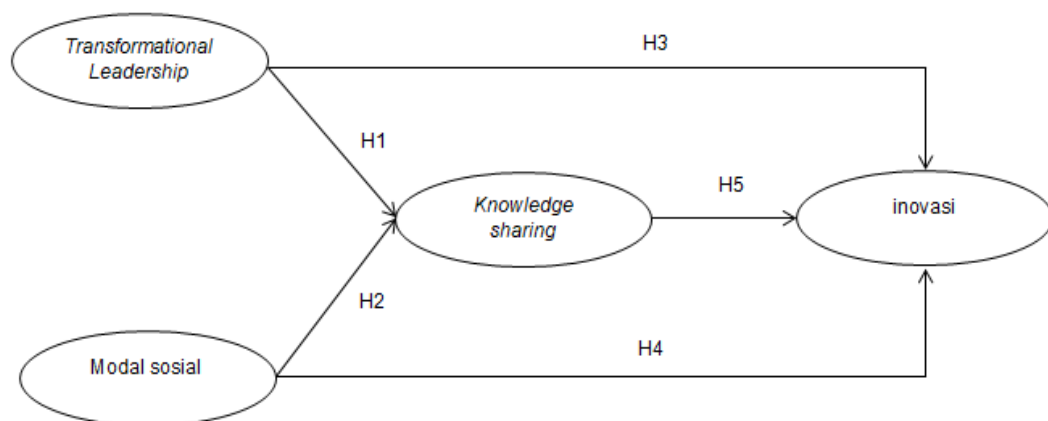 Transformational
Leadership
H3
H1
Knowledge
sharing
H5
inovasi
H2
Modal sosial
H4